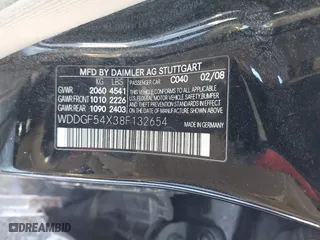 MFD BY DAIMLER AG STUTTGART
PASSENGER CAR C040 02/08
KG LBS
GVWR 2060 4541
GAWR FRONT 1010 2226
GAWR REAR 1090 2403
THIS VEHICLE CONFORMS TO ALL APPLICABLE U.S. FEDERAL MOTOR VEHICLE SAFETY, BUMPER AND THEFT PREVENTION STANDARDS IN EFFECT ON THE DATE OF MANUFACTURE SHOWN ABOVE
WDDGF54X38F132654
MADE IN GERMANY
AUTOHELPERBOT.COM